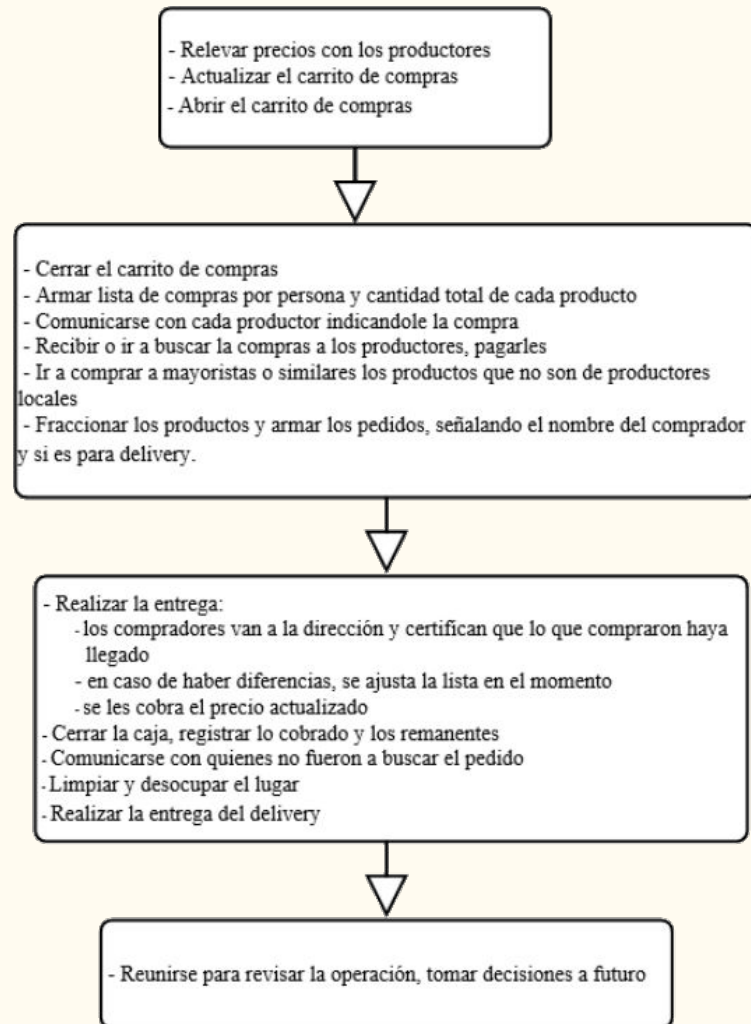 - Relevar precios con los productores
- Actualizar el carrito de compras
- Abrir el carrito de compras
- Cerrar el carrito de compras
- Armar lista de compras por persona y cantidad total de cada producto
- Comunicarse con cada productor indicandole la compra
- Recibir o ir a buscar la compras a los productores, pagarles
- Ir a comprar a mayoristas o similares los productos que no son de productores
locales
- Fraccionar los productos y armar los pedidos, señalando el nombre del comprador
y si es para delivery.
- Realizar la entrega:
- los compradores van a la dirección y certifican que lo que compraron haya
llegado
- en caso de haber diferencias, se ajusta la lista en el momento
- se les cobra el precio actualizado
- Cerrar la caja, registrar lo cobrado y los remanentes
- Comunicarse con quienes no fueron a buscar el pedido
- Limpiar y desocupar el lugar
- Realizar la entrega del delivery
- Reunirse para revisar la operación, tomar decisiones a futuro